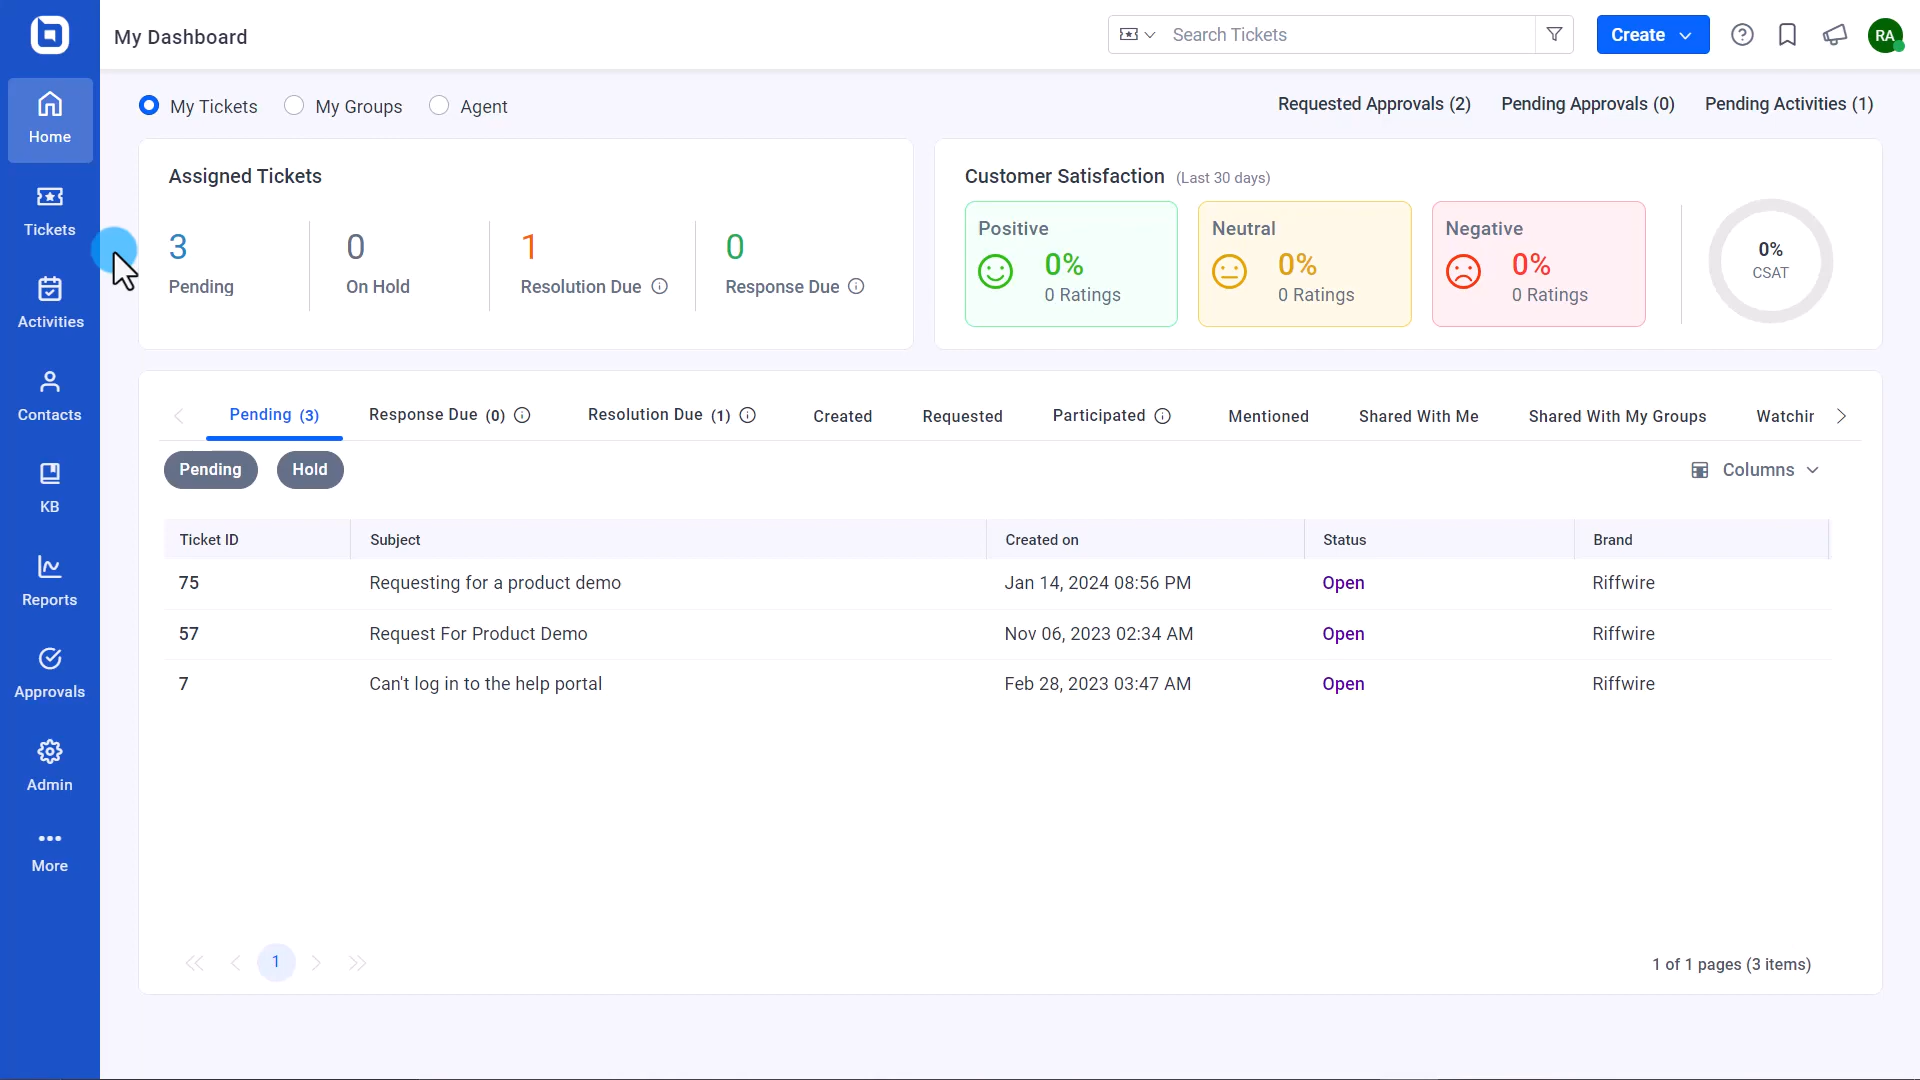 My Dashboard
Search Tickets
Create
RA
Home
Tickets
Activities
Contacts
KB
Reports
Approvals
Admin
More
My Tickets
My Groups
Agent
Requested Approvals (2)
Pending Approvals (0)
Pending Activities (1)
Assigned Tickets
3
Pending
0
On Hold
1
Resolution Due
0
Response Due
Customer Satisfaction (Last 30 days)
Positive
0%
0 Ratings
Neutral
0%
0 Ratings
Negative
0%
0 Ratings
0%
CSAT
Pending (3)
Response Due (0)
Resolution Due (1)
Created
Requested
Participated
Mentioned
Shared With Me
Shared With My Groups
Watchir
Pending
Hold
Columns
Ticket ID Subject Created on Status Brand
75 Requesting for a product demo Jan 14, 2024 08:56 PM Open Riffwire
57 Request For Product Demo Nov 06, 2023 02:34 AM Open Riffwire
7 Can't log in to the help portal Feb 28, 2023 03:47 AM Open Riffwire
1
1 of 1 pages (3 items)